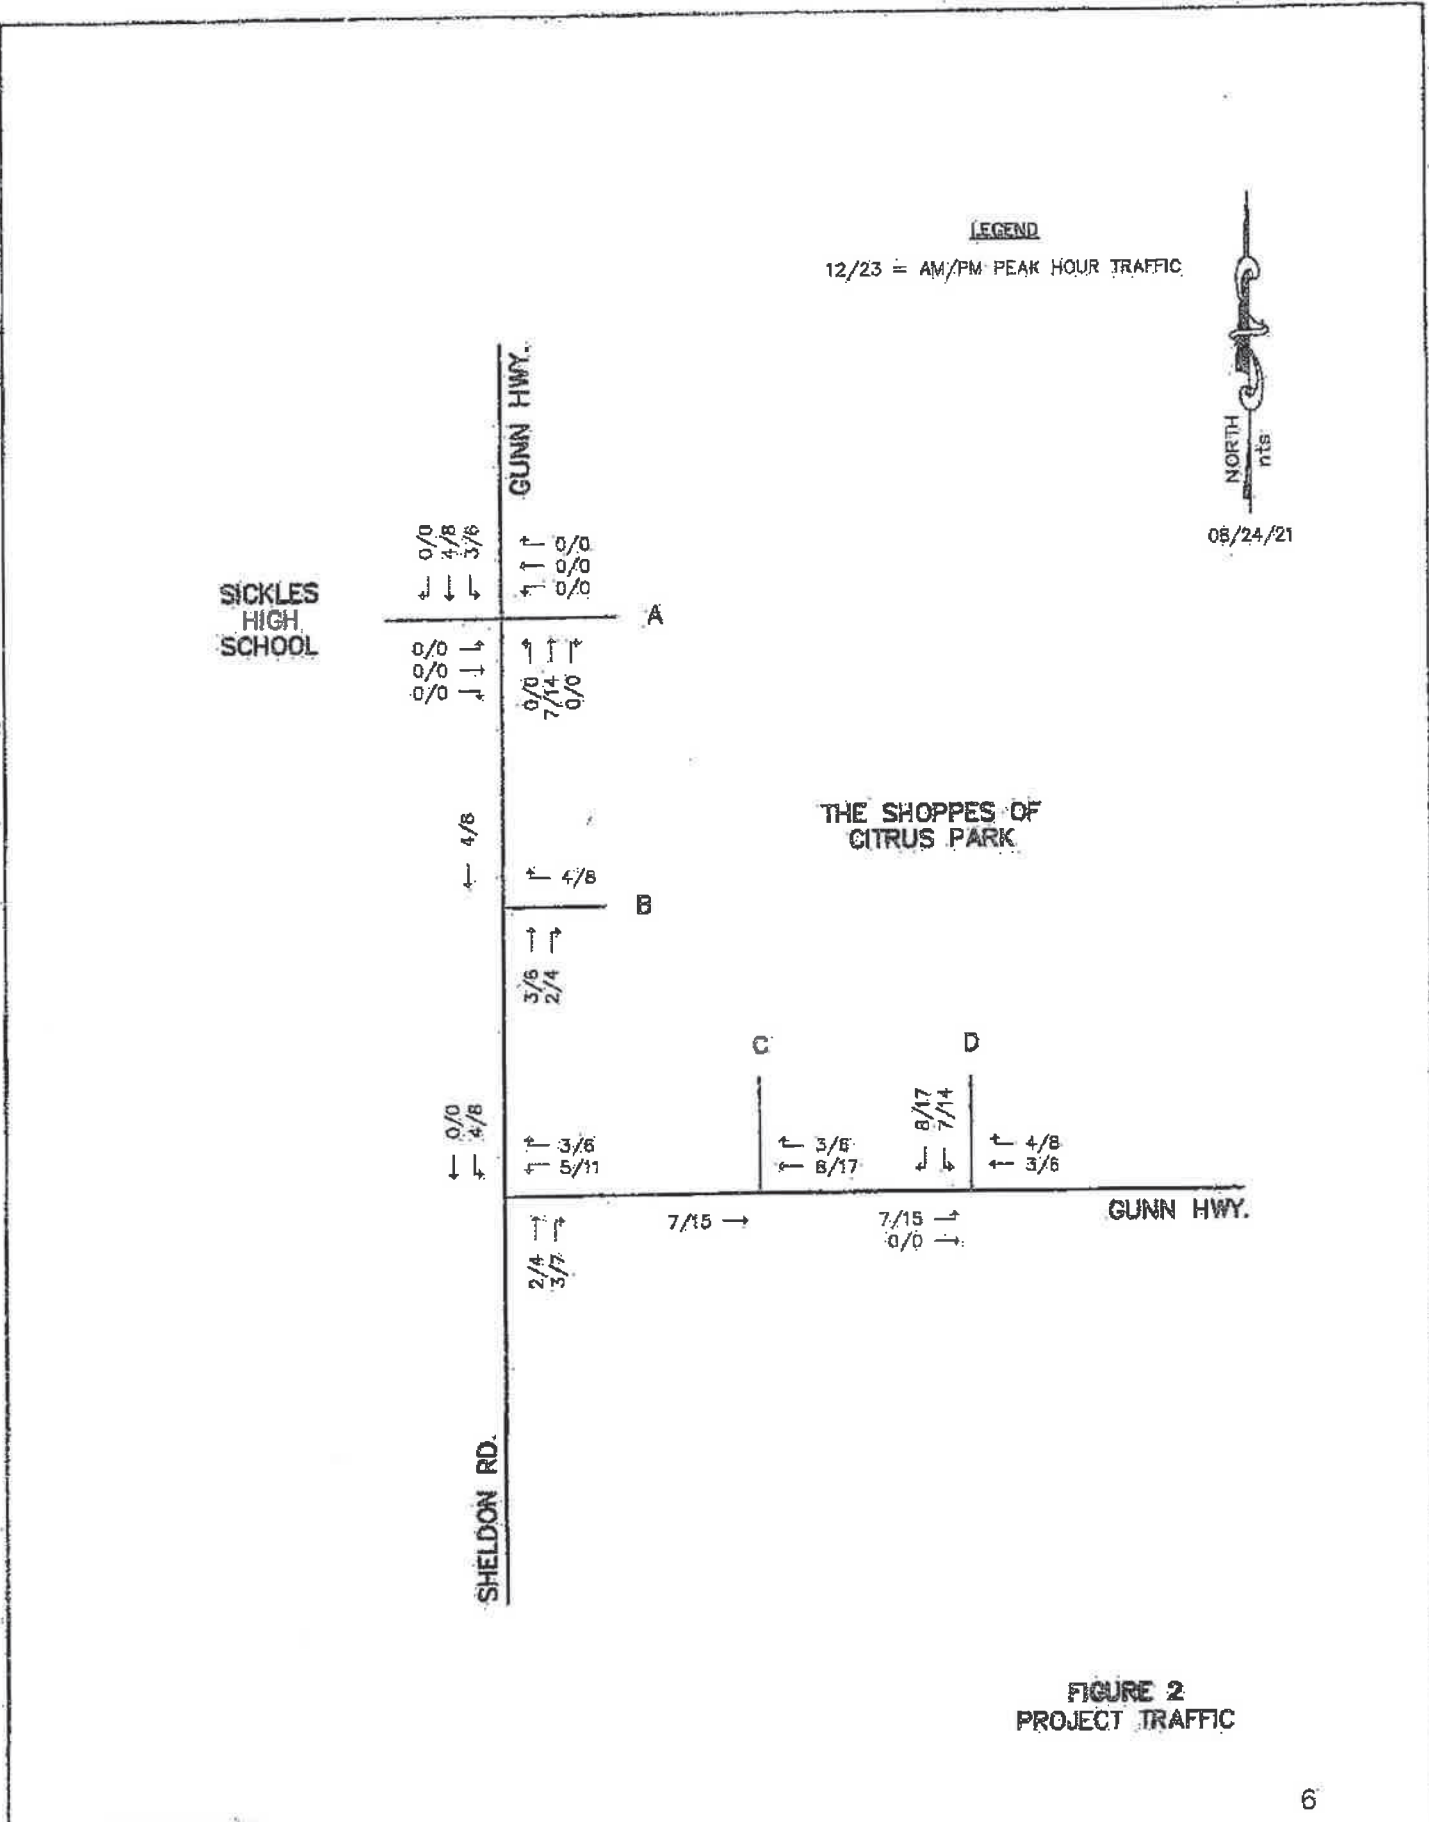 LEGEND
12/23 = AM/PM PEAK HOUR TRAFFIC
NORTH
nts
08/24/21
GUNN HWY.
0/0
4/8
3/6
0/0
0/0
0/0
SICKLES
HIGH
SCHOOL
A
0/0
0/0
0/0
0/0
7/14
0/0
THE SHOPPES OF
CITRUS PARK
4/8
4/8
B
3/6
2/4
C
D
0/0
4/8
3/6
5/11
3/6
8/17
8/17
7/14
4/8
3/6
7/15
7/15
0/0
GUNN HWY.
2/4
3/7
SHELDON RD.
FIGURE 2
PROJECT TRAFFIC
6